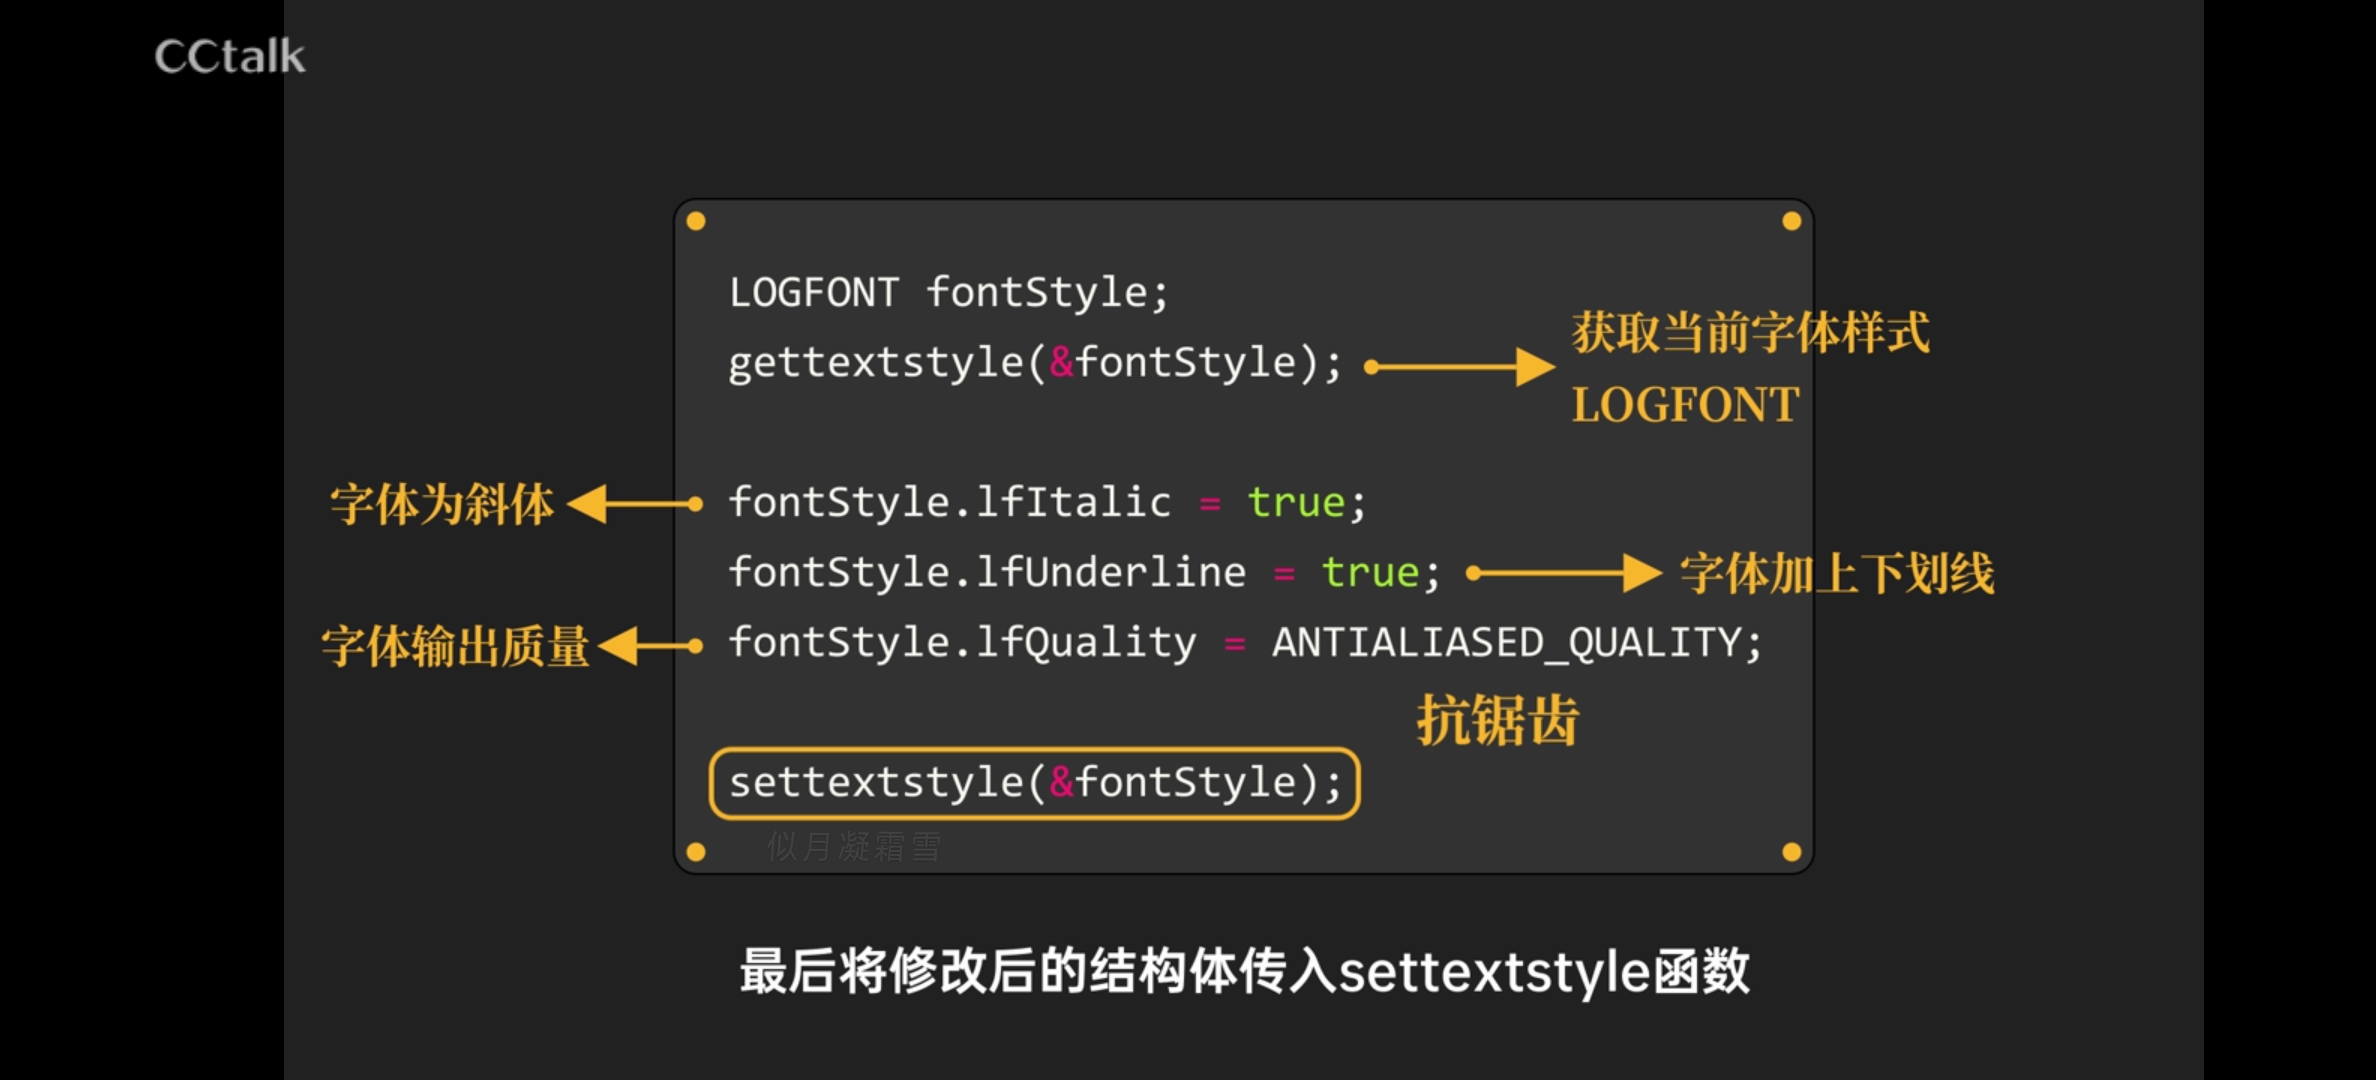 CCtalk
LOGFONT fontStyle;
gettextstyle(&fontStyle);
获取当前字体样式
LOGFONT
字体为斜体
fontStyle.lfItalic = true;
fontStyle.lfUnderline = true;
字体加上下划线
字体输出质量
fontStyle.lfQuality = ANTIALIASED_QUALITY;
抗锯齿
settextstyle(&fontStyle);
似月凝霜雪
最后将修改后的结构体传入settextstyle函数